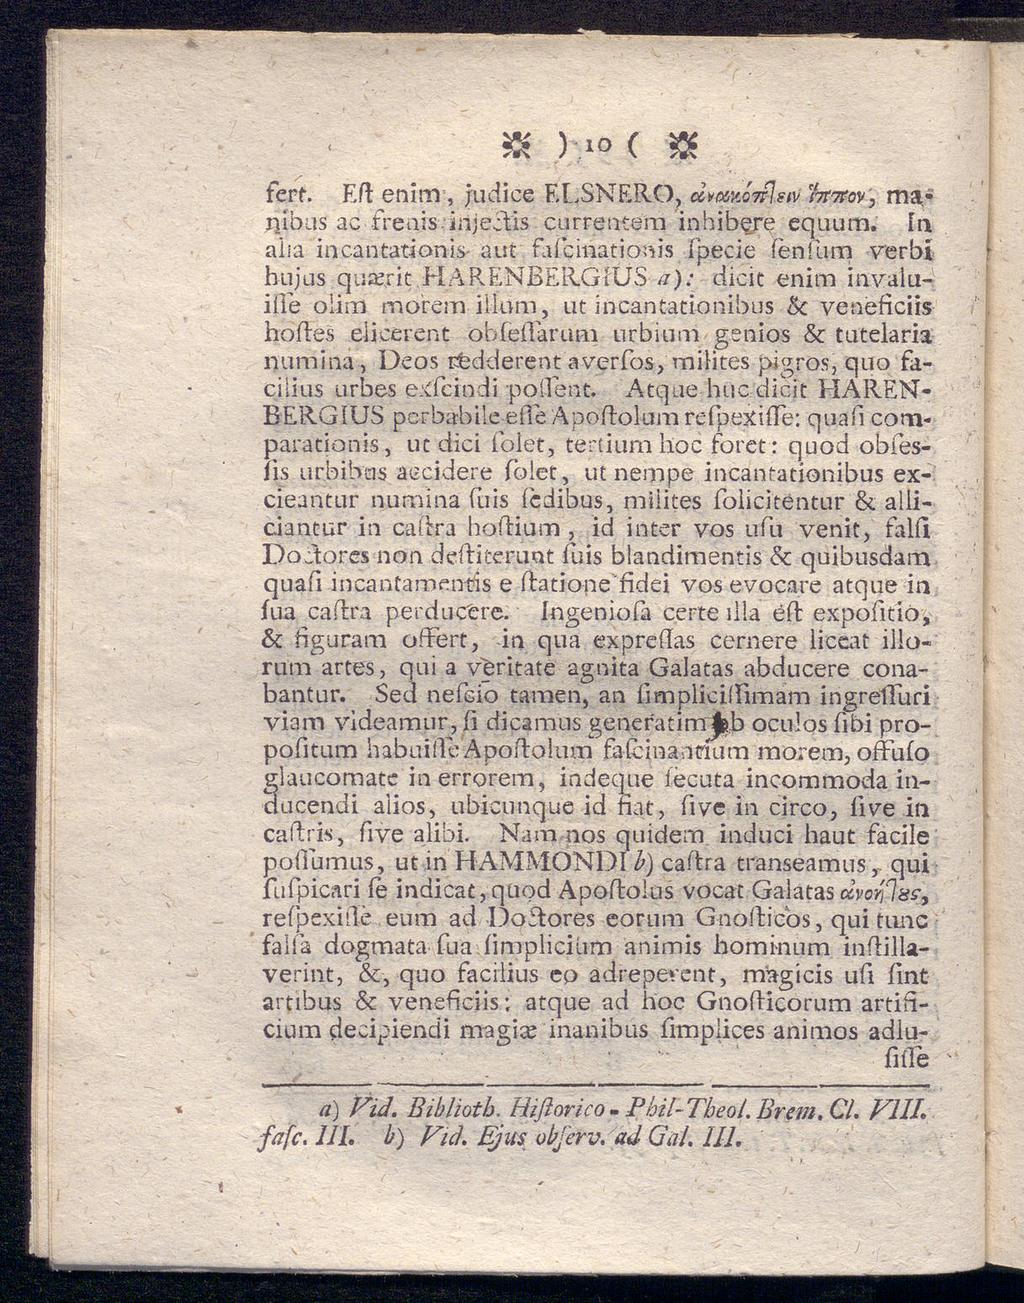 ※ ) 10 ( ※
fert. Eſt enim, judice ELSNERO, ἀνακόπτειν ἵππον, ma-
nibus ac frenis injectis currentem inhibere equum. In
alia incantationis aut faſcinationis ſpecie ſenſum verbi
hujus quærit HARENBERGIUS a): dicit enim invalu-
iſſe olim morem illum, ut incantationibus & veneficiis
hoſtes elicerent obſeſſarum urbium genios & tutelaria
numina, Deos redderent averſos, milites pigros, quo fa-
cilius urbes exſcindi poſſent. Atque huc dicit HAREN-
BERGIUS perbabile eſſe Apoſtolum reſpexiſſe: quaſi com-
parationis, ut dici ſolet, tertium hoc foret: quod obſes-
ſis urbibus accidere ſolet, ut nempe incantationibus ex-
cieantur numina ſuis ſedibus, milites ſolicitentur & alli-
ciantur in caſtra hoſtium, id inter vos uſu venit, falſi
Doctores non deſtiterunt ſuis blandimentis & quibusdam
quaſi incantamentis e ſtatione fidei vos evocare atque in
ſua caſtra perducere. Ingenioſa certe illa eſt expoſitio,
& figuram offert, in qua expreſſas cernere liceat illo-
rum artes, qui a veritate agnita Galatas abducere cona-
bantur. Sed neſcio tamen, an ſimpliciſſimam ingreſſuri
viam videamur, ſi dicamus generatim ob oculos ſibi pro-
poſitum habuiſſe Apoſtolum faſcinantium morem, offuſo
glaucomate in errorem, indeque ſecuta incommoda in-
ducendi alios, ubicunque id fiat, ſive in circo, ſive in
caſtris, ſive alibi. Nam nos quidem induci haut facile
poſſumus, ut in HAMMONDI b) caſtra transeamus, qui
ſuſpicari ſe indicat, quod Apoſtolus vocat Galatas ἀνοήτους,
reſpexiſſe eum ad Doctores eorum Gnoſticos, qui tunc
falſa dogmata ſua ſimplicium animis hominum inſtilla-
verint, &, quo facilius eo adreperent, magicis uſi ſint
artibus & veneficiis: atque ad hoc Gnoſticorum artifi-
cium decipiendi magiæ inanibus ſimplices animos adlu-
ſiſſe
a) Vid. Biblioth. Hiſtorico - Phil-Theol. Brem. Cl. VIII.
faſc. III. b) Vid. Ejus obſerv. ad Gal. III.